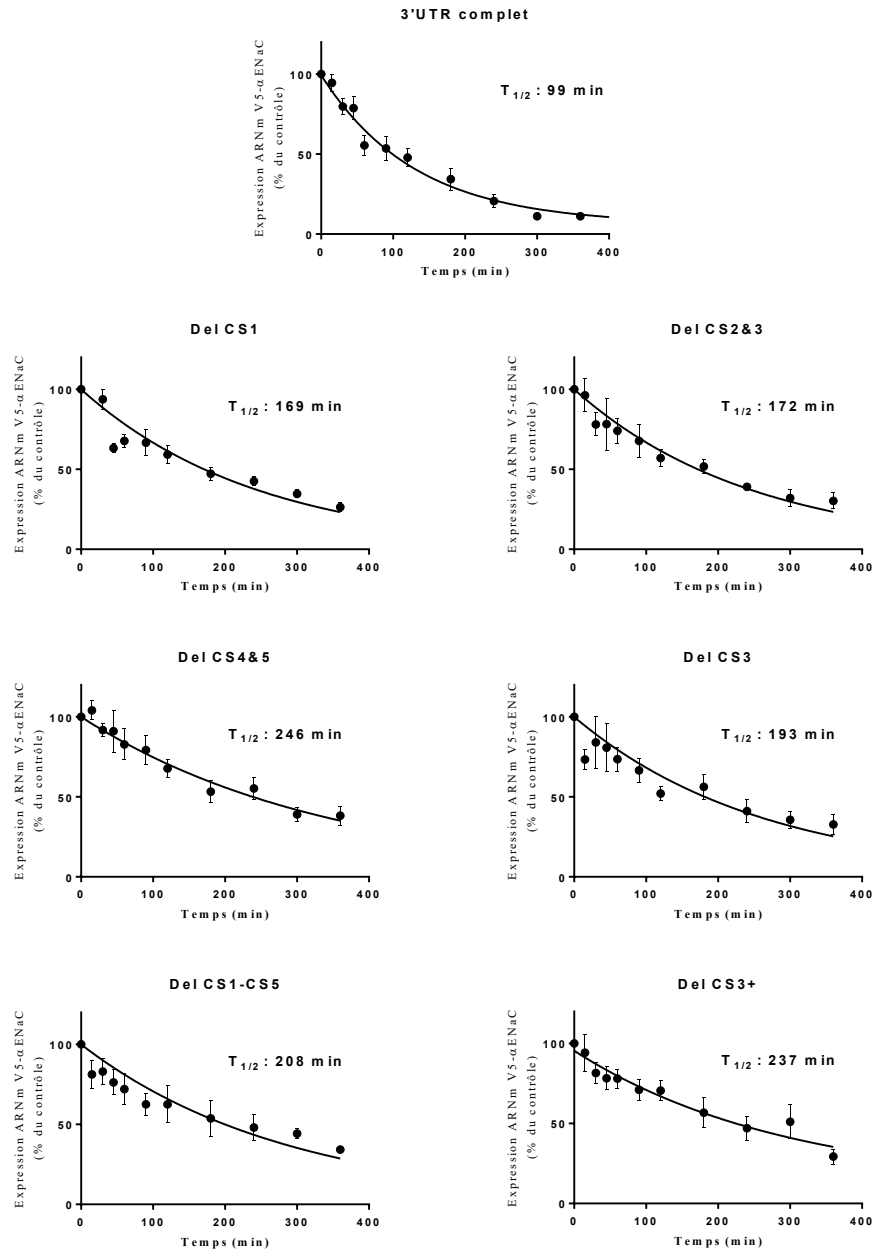 3'UTR complet
Expression ARNm V5-αENaC
(% du contrôle)
100
50
0
T1/2 : 99 min
0 100 200 300 400
Temps (min)
Del CS1
Expression ARNm V5-αENaC
(% du contrôle)
100
50
0
T1/2 : 169 min
0 100 200 300 400
Temps (min)
Del CS2&3
Expression ARNm V5-αENaC
(% du contrôle)
100
50
0
T1/2 : 172 min
0 100 200 300 400
Temps (min)
Del CS4&5
Expression ARNm V5-αENaC
(% du contrôle)
100
50
0
T1/2 : 246 min
0 100 200 300 400
Temps (min)
Del CS3
Expression ARNm V5-αENaC
(% du contrôle)
100
50
0
T1/2 : 193 min
0 100 200 300 400
Temps (min)
Del CS1-CS5
Expression ARNm V5-αENaC
(% du contrôle)
100
50
0
T1/2 : 208 min
0 100 200 300 400
Temps (min)
Del CS3+
Expression ARNm V5-αENaC
(% du contrôle)
100
50
0
T1/2 : 237 min
0 100 200 300 400
Temps (min)